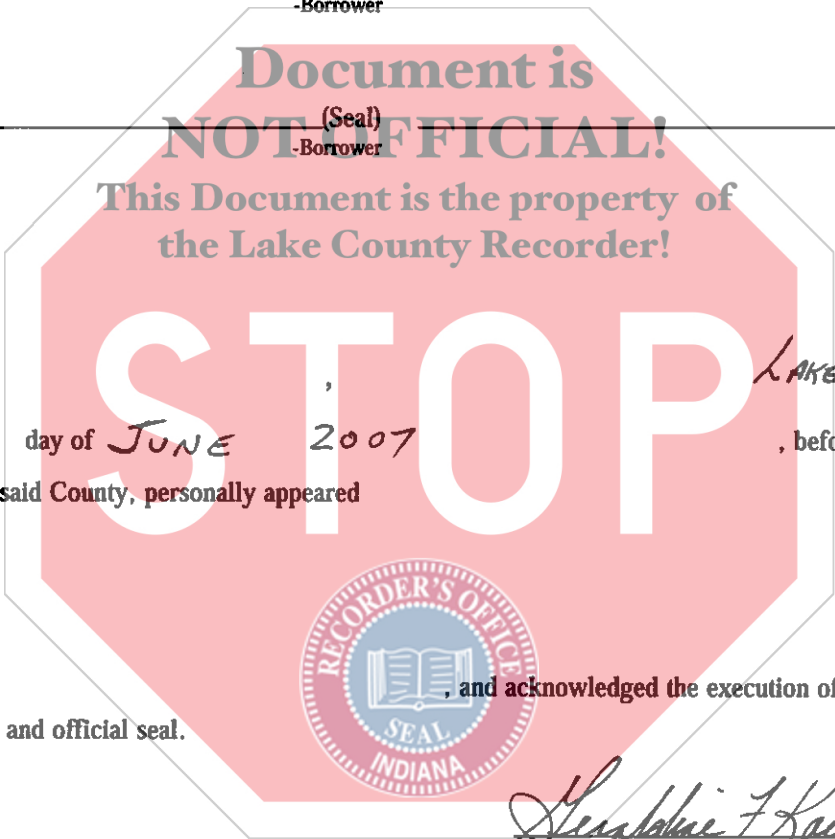 -Borrower
Document is
(Seal)
NOT OFFICIAL!
-Borrower
This Document is the property of
the Lake County Recorder!
STOP
LAKE
,
day of JUNE 2007 , befo
said County, personally appeared
RECORDER'S OFFICE
, and acknowledged the execution of
SEAL
and official seal.
INDIANA
Geraldine F Ka